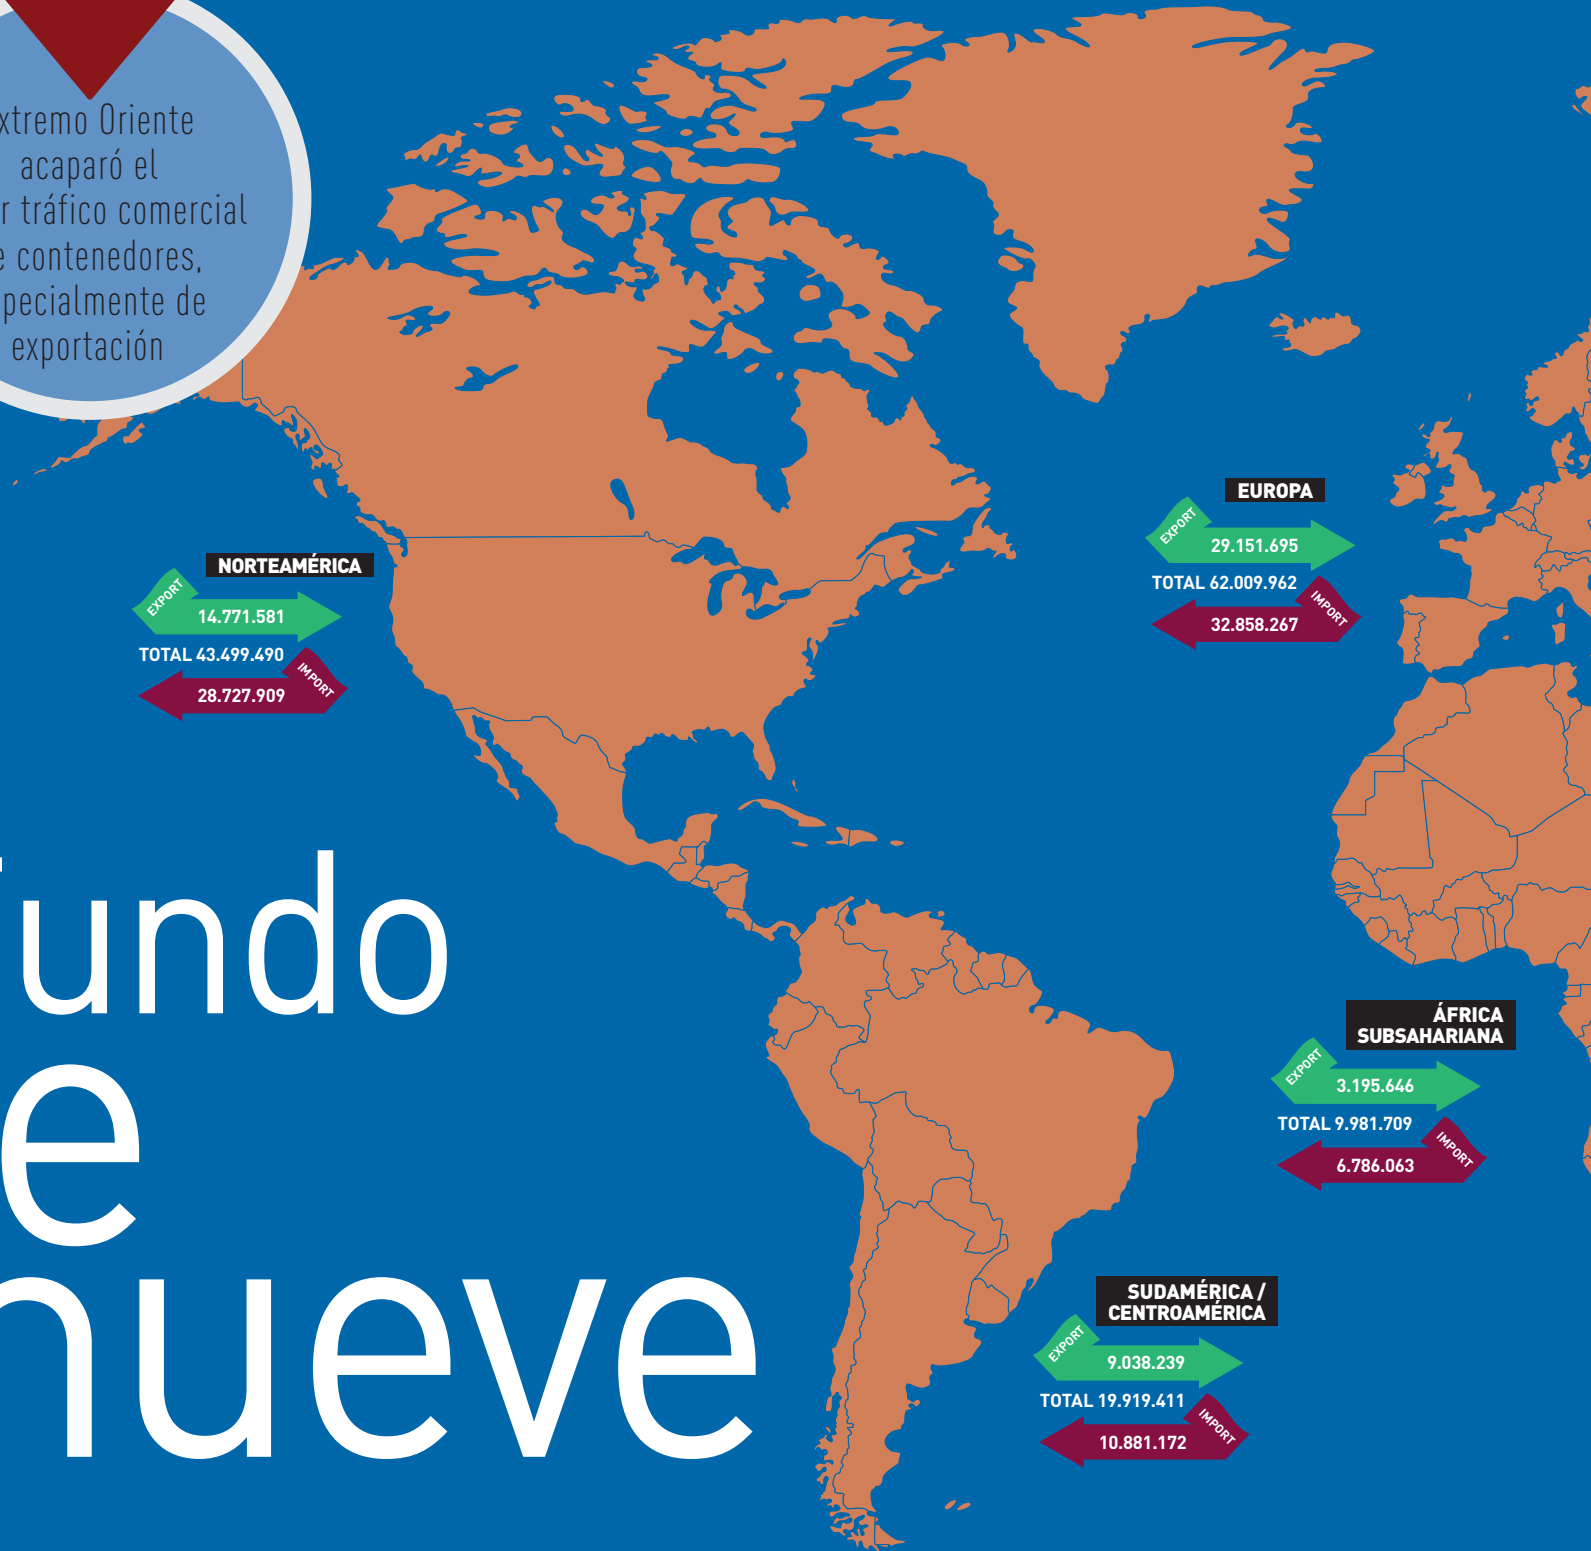 xtremo Oriente
acaparó el
r tráfico comercial
e contenedores,
pecialmente de
exportación
EUROPA
EXPORT
29.151.695
TOTAL 62.009.962
IMPORT
32.858.267
NORTEAMÉRICA
EXPORT
14.771.581
TOTAL 43.499.490
IMPORT
28.727.909
undo
e
nueve
ÁFRICA
SUBSAHARIANA
EXPORT
3.195.646
TOTAL 9.981.709
IMPORT
6.786.063
SUDAMÉRICA /
CENTROAMÉRICA
EXPORT
9.038.239
TOTAL 19.919.411
IMPORT
10.881.172